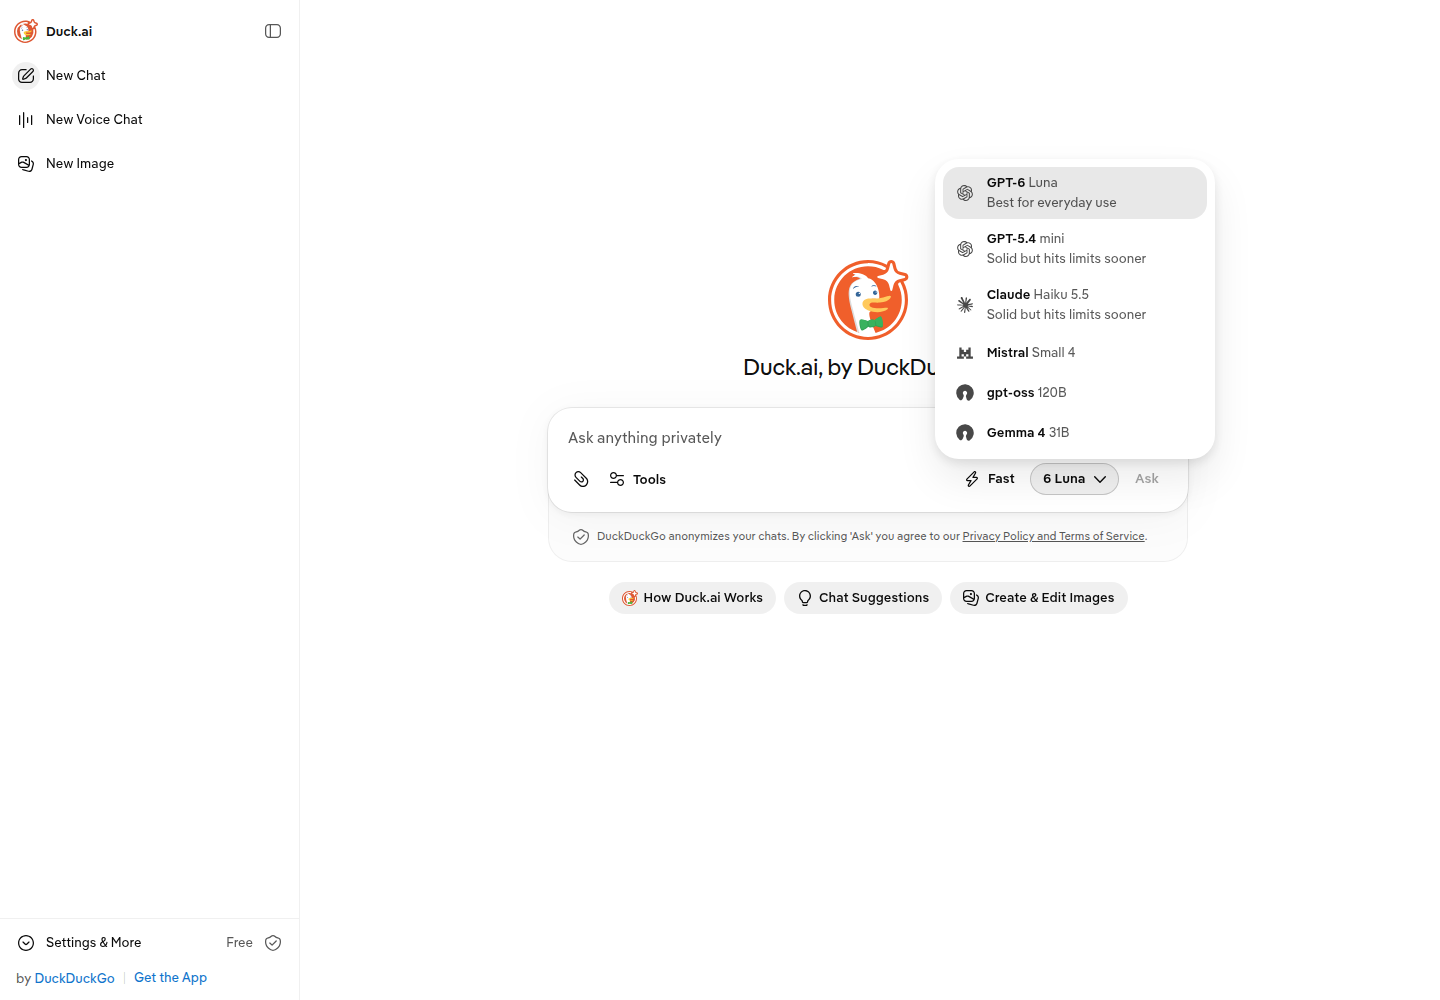 Duck.ai
New Chat
New Voice Chat
New Image
GPT-6 Luna
Best for everyday use
GPT-5.4 mini
Solid but hits limits sooner
Claude Haiku 5.5
Solid but hits limits sooner
Mistral Small 4
gpt-oss 120B
Gemma 4 31B
Duck.ai, by DuckDu
Ask anything privately
Tools
Fast
6 Luna
Ask
DuckDuckGo anonymizes your chats. By clicking 'Ask' you agree to our Privacy Policy and Terms of Service.
How Duck.ai Works
Chat Suggestions
Create & Edit Images
Settings & More
Free
by DuckDuckGo
Get the App